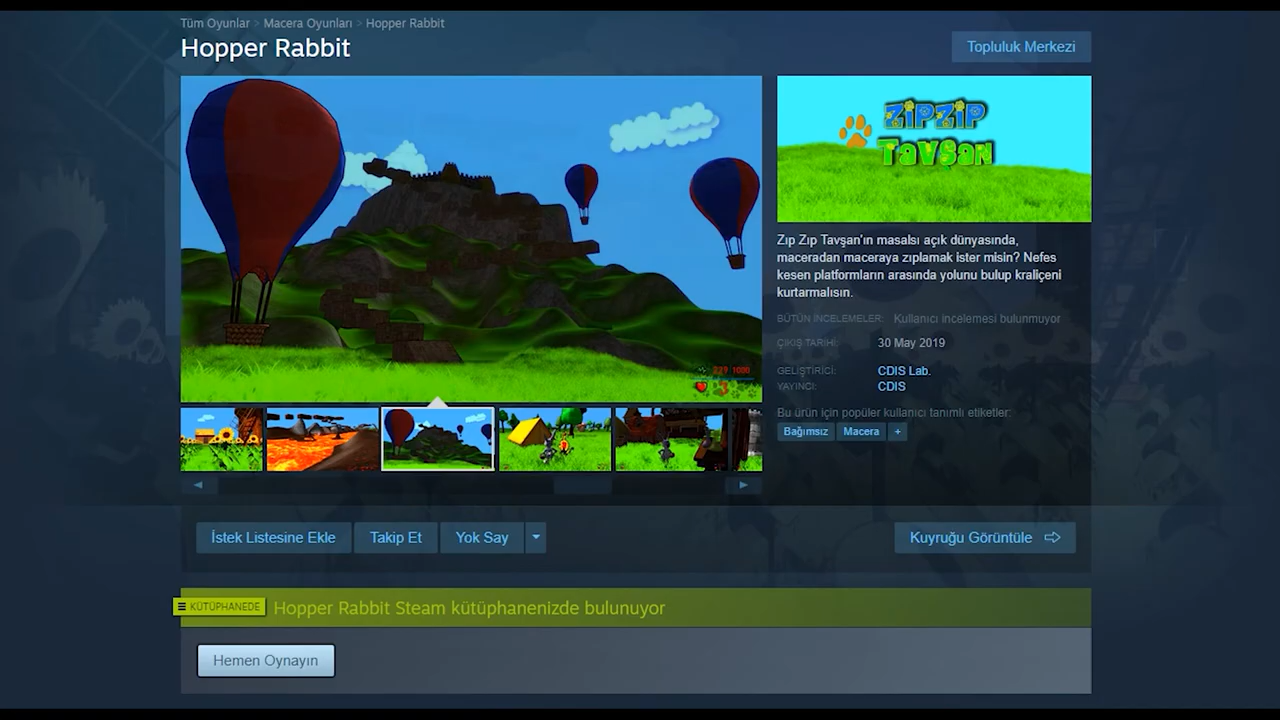 Tüm Oyunlar > Macera Oyunları > Hopper Rabbit
Hopper Rabbit
Topluluk Merkezi
ZIPZIP
TavŞan
Zıp Zıp Tavşan'ın masalsı açık dünyasında,
maceradan maceraya zıplamak ister misin? Nefes
kesen platformların arasında yolunu bulup kraliçeni
kurtarmalısın.
BÜTÜN İNCELEMELER: Kullanıcı incelemesi bulunmuyor
ÇIKIŞ TARİHİ: 30 May 2019
GELİŞTİRİCİ: CDIS Lab.
YAYINCI: CDIS
Bu ürün için popüler kullanıcı tanımlı etiketler:
Bağımsız Macera +
229 1000
3
İstek Listesine Ekle Takip Et Yok Say Kuyruğu Görüntüle
KÜTÜPHANEDE Hopper Rabbit Steam kütüphanenizde bulunuyor
Hemen Oynayın